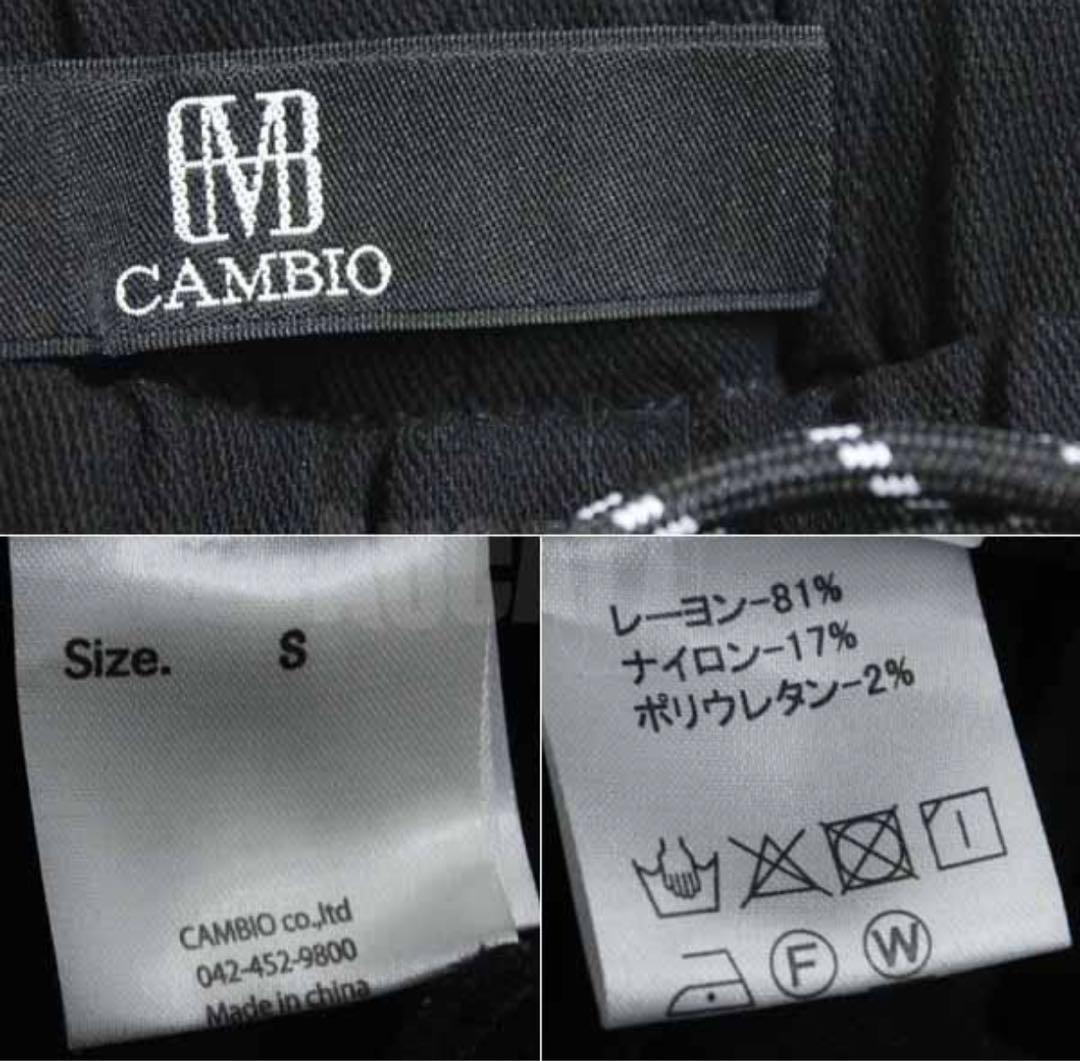 CAMBIO
Size. S
CAMBIO co.,ltd
042-452-9800
Made in china
レーヨン-81%
ナイロン-17%
ポリウレタン-2%
F W